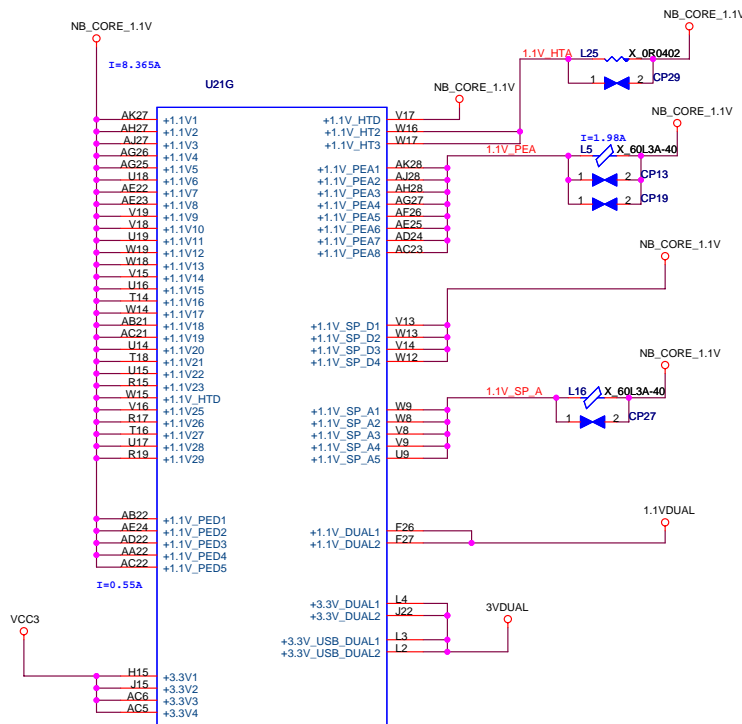 NB_CORE_1.1V
I=8.365A
U21G
AK27 +1.1V1
AH27 +1.1V2
AJ27 +1.1V3
AG26 +1.1V4
AG25 +1.1V5
U18 +1.1V6
AE22 +1.1V7
AE23 +1.1V8
V19 +1.1V9
V18 +1.1V10
U19 +1.1V11
W19 +1.1V12
W18 +1.1V13
V15 +1.1V14
U16 +1.1V15
T14 +1.1V16
W14 +1.1V17
AB21 +1.1V18
AC21 +1.1V19
U14 +1.1V20
T18 +1.1V21
U15 +1.1V22
R15 +1.1V23
W15 +1.1V_HTD
V16 +1.1V25
R17 +1.1V26
T16 +1.1V27
U17 +1.1V28
R19 +1.1V29
AB22 +1.1V_PED1
AE24 +1.1V_PED2
AD22 +1.1V_PED3
AA22 +1.1V_PED4
AC22 +1.1V_PED5
I=0.55A
VCC3
H15 +3.3V1
J15 +3.3V2
AC6 +3.3V3
AC5 +3.3V4
+1.1V_HTD V17
+1.1V_HT2 W16
+1.1V_HT3 W17
+1.1V_PEA1 AK28
+1.1V_PEA2 AJ28
+1.1V_PEA3 AH28
+1.1V_PEA4 AG27
+1.1V_PEA5 AF26
+1.1V_PEA6 AE25
+1.1V_PEA7 AD24
+1.1V_PEA8 AC23
+1.1V_SP_D1 V13
+1.1V_SP_D2 W13
+1.1V_SP_D3 V14
+1.1V_SP_D4 W12
+1.1V_SP_A1 W9
+1.1V_SP_A2 W8
+1.1V_SP_A3 V8
+1.1V_SP_A4 V9
+1.1V_SP_A5 U9
+1.1V_DUAL1 F26
+1.1V_DUAL2 F27
+3.3V_DUAL1 L4
+3.3V_DUAL2 J22
+3.3V_USB_DUAL1 L3
+3.3V_USB_DUAL2 L2
NB_CORE_1.1V
NB_CORE_1.1V
1.1V_HTA L25 X_0R0402
1 2 CP29
NB_CORE_1.1V
I=1.98A
1.1V_PEA L5 X_60L3A-40
1 2 CP13
1 2 CP19
NB_CORE_1.1V
NB_CORE_1.1V
1.1V_SP_A L16 X_60L3A-40
1 2 CP27
1.1VDUAL
3VDUAL